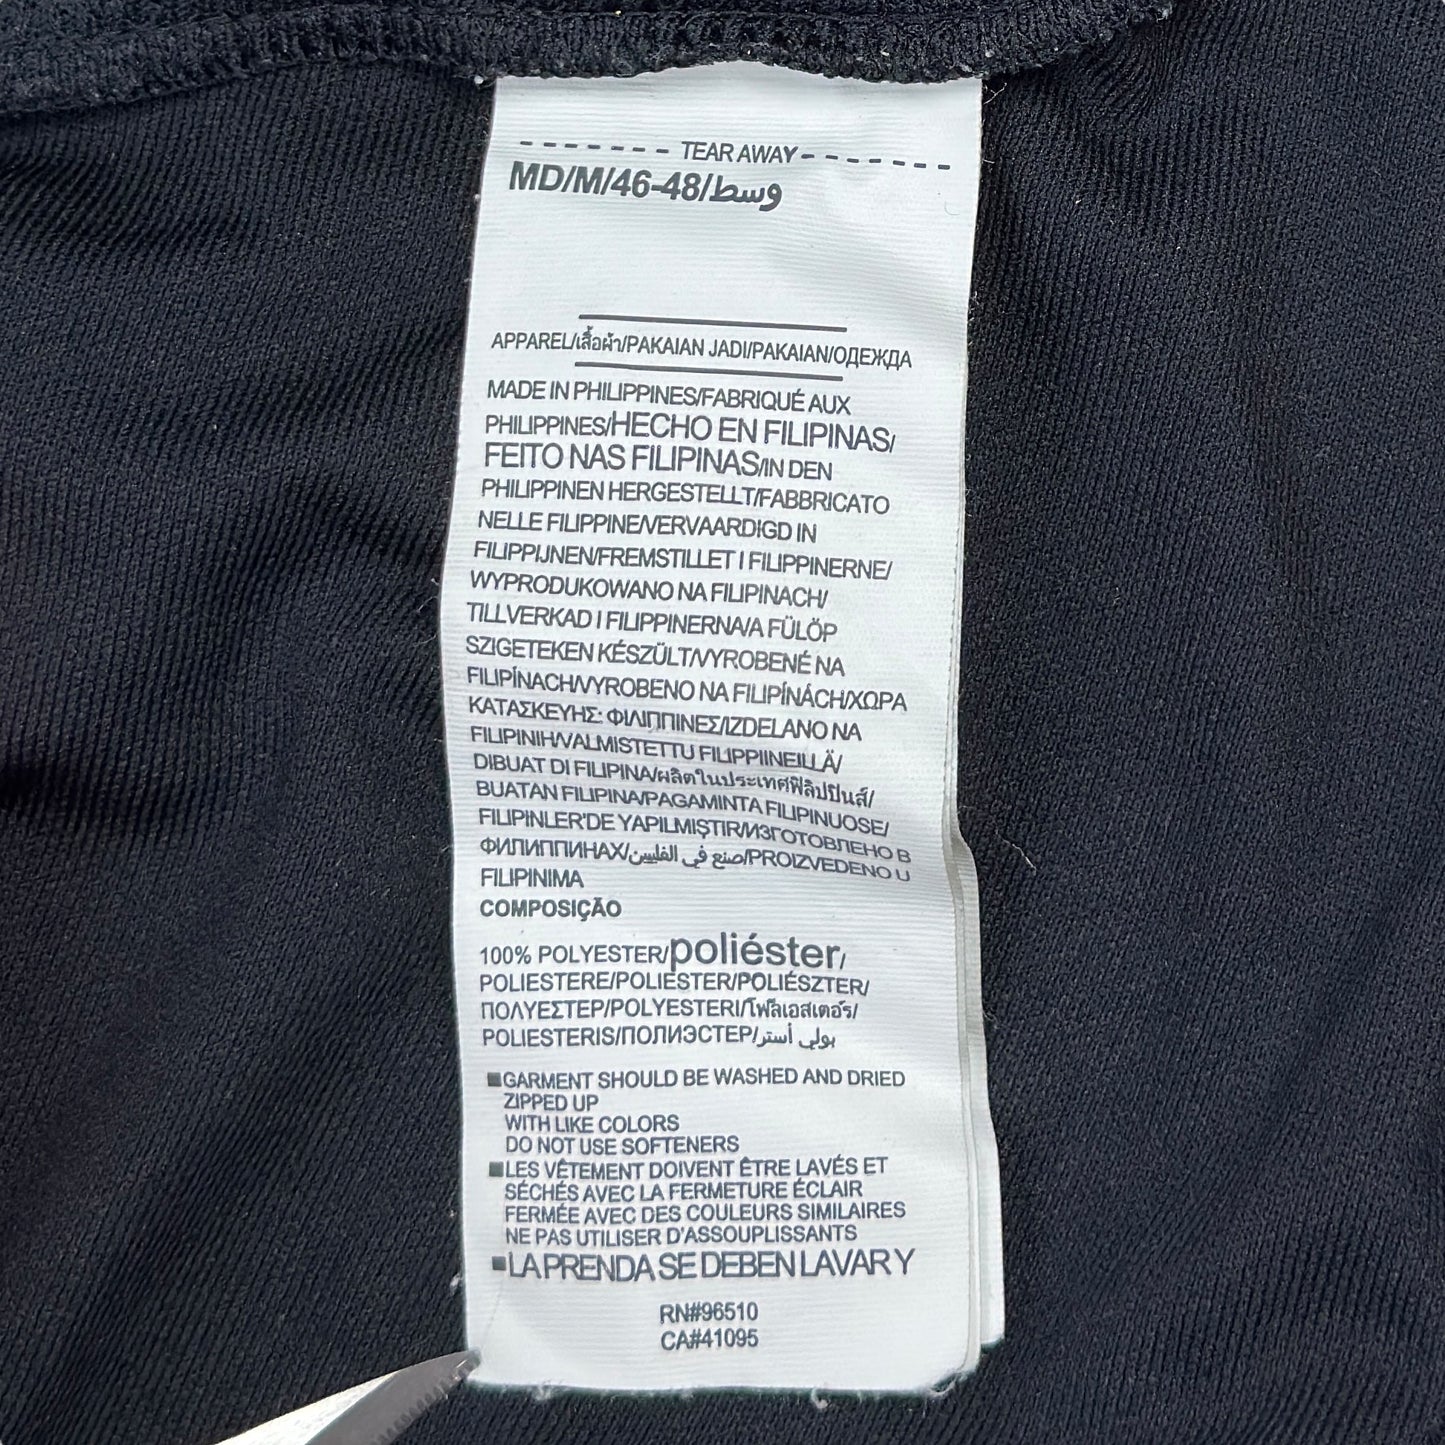 TEAR AWAY
MD/M/46-48/وسط
APPAREL/เสื้อผ้า/PAKAIAN JADI/PAKAIAN/ОДЕЖДА
MADE IN PHILIPPINES/FABRIQUÉ AUX
PHILIPPINES/HECHO EN FILIPINAS/
FEITO NAS FILIPINAS/IN DEN
PHILIPPINEN HERGESTELLT/FABBRICATO
NELLE FILIPPINE/VERVAARDIGD IN
FILIPPIJNEN/FREMSTILLET I FILIPPINERNE/
WYPRODUKOWANO NA FILIPINACH/
TILLVERKAD I FILIPPINERNA/A FÜLÖP
SZIGETEKEN KÉSZÜLT/VYROBENÉ NA
FILIPÍNACH/VYROBENO NA FILIPÍNÁCH/ΧΩΡΑ
ΚΑΤΑΣΚΕΥΗΣ: ΦΙΛΙΠΠΙΝΕΣ/IZDELANO NA
FILIPINIH/VALMISTETTU FILIPPIINEILLÄ/
DIBUAT DI FILIPINA/ผลิตในประเทศฟิลิปปินส์/
BUATAN FILIPINA/PAGAMINTA FILIPINUOSE/
FILIPINLER'DE YAPILMIŞTIR/ИЗГОТОВЛЕНО В
ФИЛИППИНАХ/صنع في الفلبين/PROIZVEDENO U
FILIPINIMA
COMPOSIÇÃO
100% POLYESTER/poliéster/
POLIESTERE/POLIESTER/POLIÉSZTER/
ΠΟΛΥΕΣΤΕΡ/POLYESTERI/โพลีเอสเตอร์/
POLIESTERIS/ПОЛИЭСТЕР/بولي أستر
■GARMENT SHOULD BE WASHED AND DRIED
ZIPPED UP
WITH LIKE COLORS
DO NOT USE SOFTENERS
■LES VÊTEMENT DOIVENT ÊTRE LAVÉS ET
SÉCHÉS AVEC LA FERMETURE ÉCLAIR
FERMÉE AVEC DES COULEURS SIMILAIRES
NE PAS UTILISER D'ASSOUPLISSANTS
■LA PRENDA SE DEBEN LAVAR Y
RN#96510
CA#41095